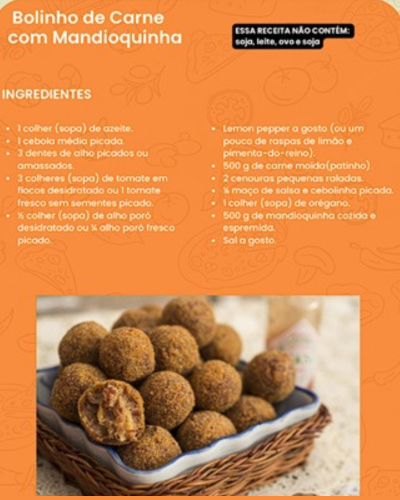 Bolinho de Carne
com Mandioquinha
ESSA RECEITA NÃO CONTÉM:
soja, leite, ovo e soja
INGREDIENTES
• 1 colher (sopa) de azeite.
• 1 cebola média picada.
• 3 dentes de alho picados ou
amassados.
• 3 colheres (sopa) de tomate em
flocos desidratado ou 1 tomate
fresco sem sementes picado.
• ½ colher (sopa) de alho poró
desidratado ou ¼ alho poró fresco
picado.
• Lemon pepper a gosto (ou um
pouco de raspas de limão e
pimenta-do-reino).
• 500 g de carne moída(patinho)
• 2 cenouras pequenas raladas.
• ¼ maço de salsa e cebolinha picada.
• 1 colher (sopa) de orégano.
• 500 g de mandioquinha cozida e
espremida.
• Sal a gosto.